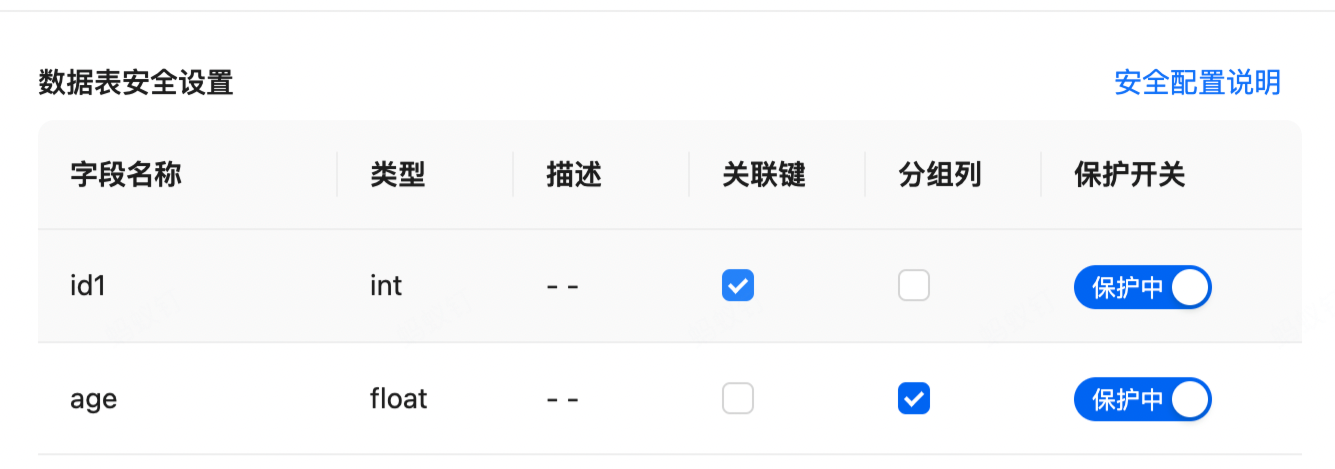 数据表安全设置 安全配置说明
字段名称 类型 描述 关联键 分组列 保护开关
id1 int - - 保护中
age float - - 保护中